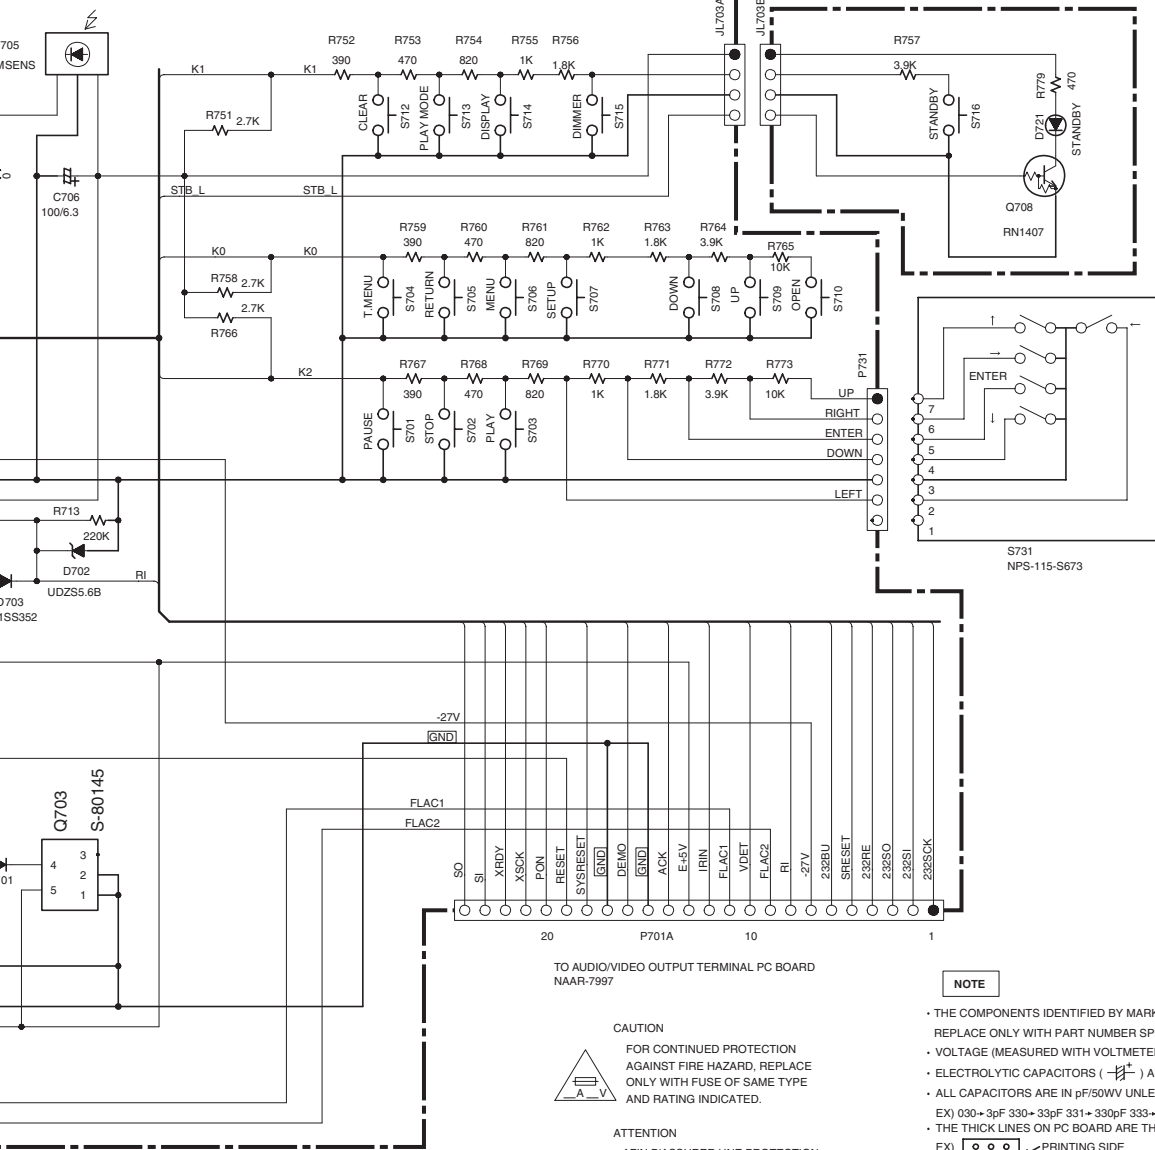 JL703A
JL703B
705
MSENS
K1
K1
R752
R753
R754
R755
R756
390
470
820
1K
1.8K
R757
3.9K
R779
470
R751
2.7K
CLEAR
S712
PLAY MODE
S713
DISPLAY
S714
DIMMER
S715
STANDBY
S716
D721
STANDBY
0
C706
100/6.3
STB_L
STB_L
Q708
RN1407
R759
R760
R761
R762
R763
R764
R765
390
470
820
1K
1.8K
3.9K
10K
K0
K0
R758
2.7K
2.7K
R766
T.MENU
S704
RETURN
S705
MENU
S706
SETUP
S707
DOWN
S708
UP
S709
OPEN
S710
↑
←
→
ENTER
↓
K2
R767
R768
R769
R770
R771
R772
R773
390
470
820
1K
1.8K
3.9K
10K
P731
UP
RIGHT
ENTER
DOWN
LEFT
7
6
5
4
3
2
1
PAUSE
S701
STOP
S702
PLAY
S703
R713
220K
D702
UDZS5.6B
RI
D703
1SS352
S731
NPS-115-S673
-27V
GND
FLAC1
FLAC2
Q703
S-80145
3
4
2
5
1
01
SO
SI
XRDY
XSCK
PON
RESET
SYSRESET
GND
DEMO
GND
ACK
E+5V
IRIN
FLAC1
VDET
FLAC2
RI
-27V
232BU
SRESET
232RE
232SO
232SI
232SCK
20
P701A
10
1
TO AUDIO/VIDEO OUTPUT TERMINAL PC BOARD
NAAR-7997
CAUTION
FOR CONTINUED PROTECTION
AGAINST FIRE HAZARD, REPLACE
ONLY WITH FUSE OF SAME TYPE
AND RATING INDICATED.
__A __V
ATTENTION
NOTE
• THE COMPONENTS IDENTIFIED BY MARK
REPLACE ONLY WITH PART NUMBER SP
• VOLTAGE (MEASURED WITH VOLTMETE
• ELECTROLYTIC CAPACITORS ( + ) A
• ALL CAPACITORS ARE IN pF/50WV UNLE
EX) 030→3pF 330→33pF 331→330pF 333→
• THE THICK LINES ON PC BOARD ARE TH
EX) PRINTING SIDE